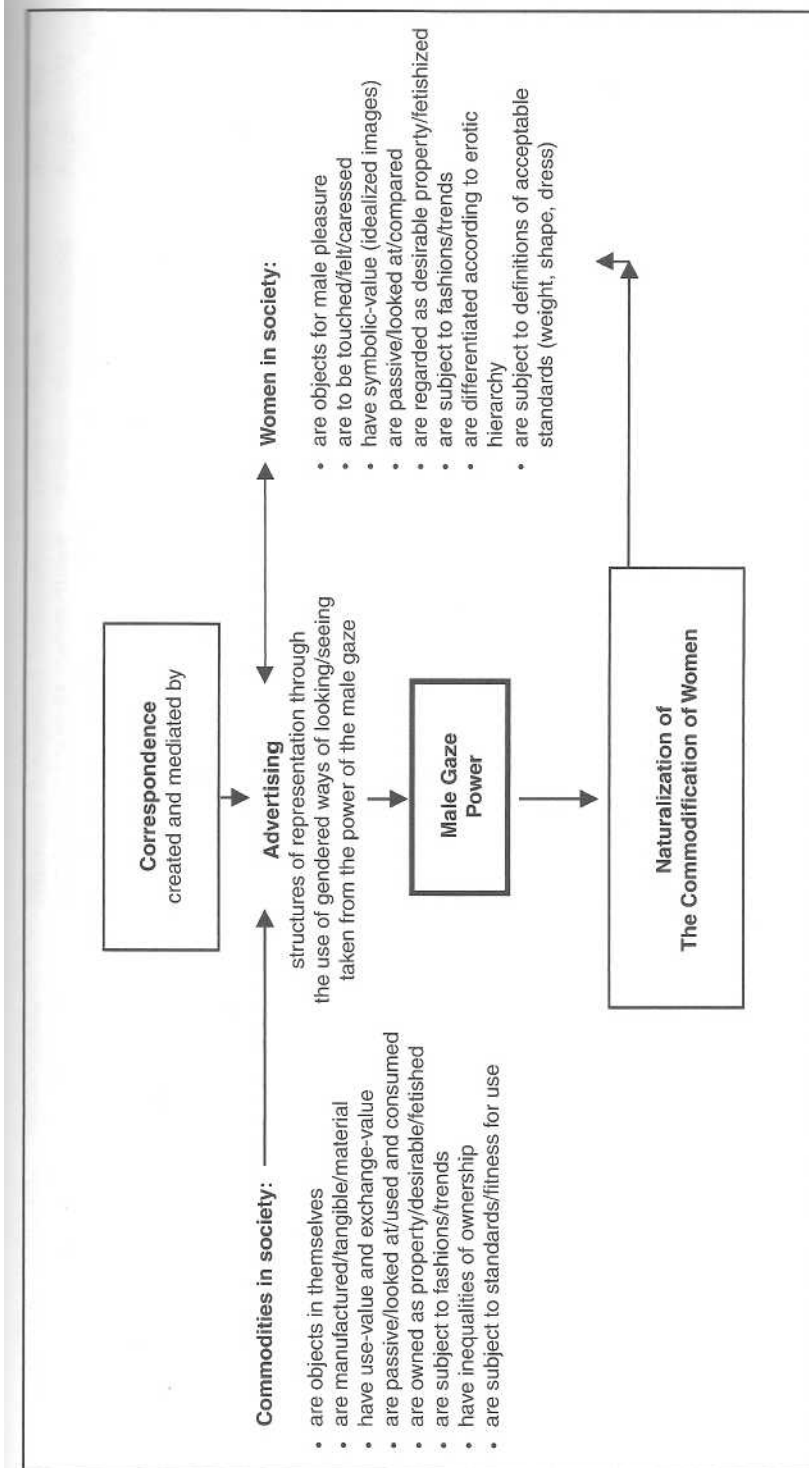 Correspondence
created and mediated by
Commodities in society:
Advertising
Women in society:
structures of representation through
the use of gendered ways of looking/seeing
taken from the power of the male gaze
• are objects in themselves
• are manufactured/tangible/material
• have use-value and exchange-value
• are passive/looked at/used and consumed
• are owned as property/desirable/fetished
• are subject to fashions/trends
• have inequalities of ownership
• are subject to standards/fitness for use
• are objects for male pleasure
• are to be touched/felt/caressed
• have symbolic-value (idealized images)
• are passive/looked at/compared
• are regarded as desirable property/fetishized
• are subject to fashions/trends
• are differentiated according to erotic
hierarchy
• are subject to definitions of acceptable
standards (weight, shape, dress)
Male Gaze
Power
Naturalization of
The Commodification of Women